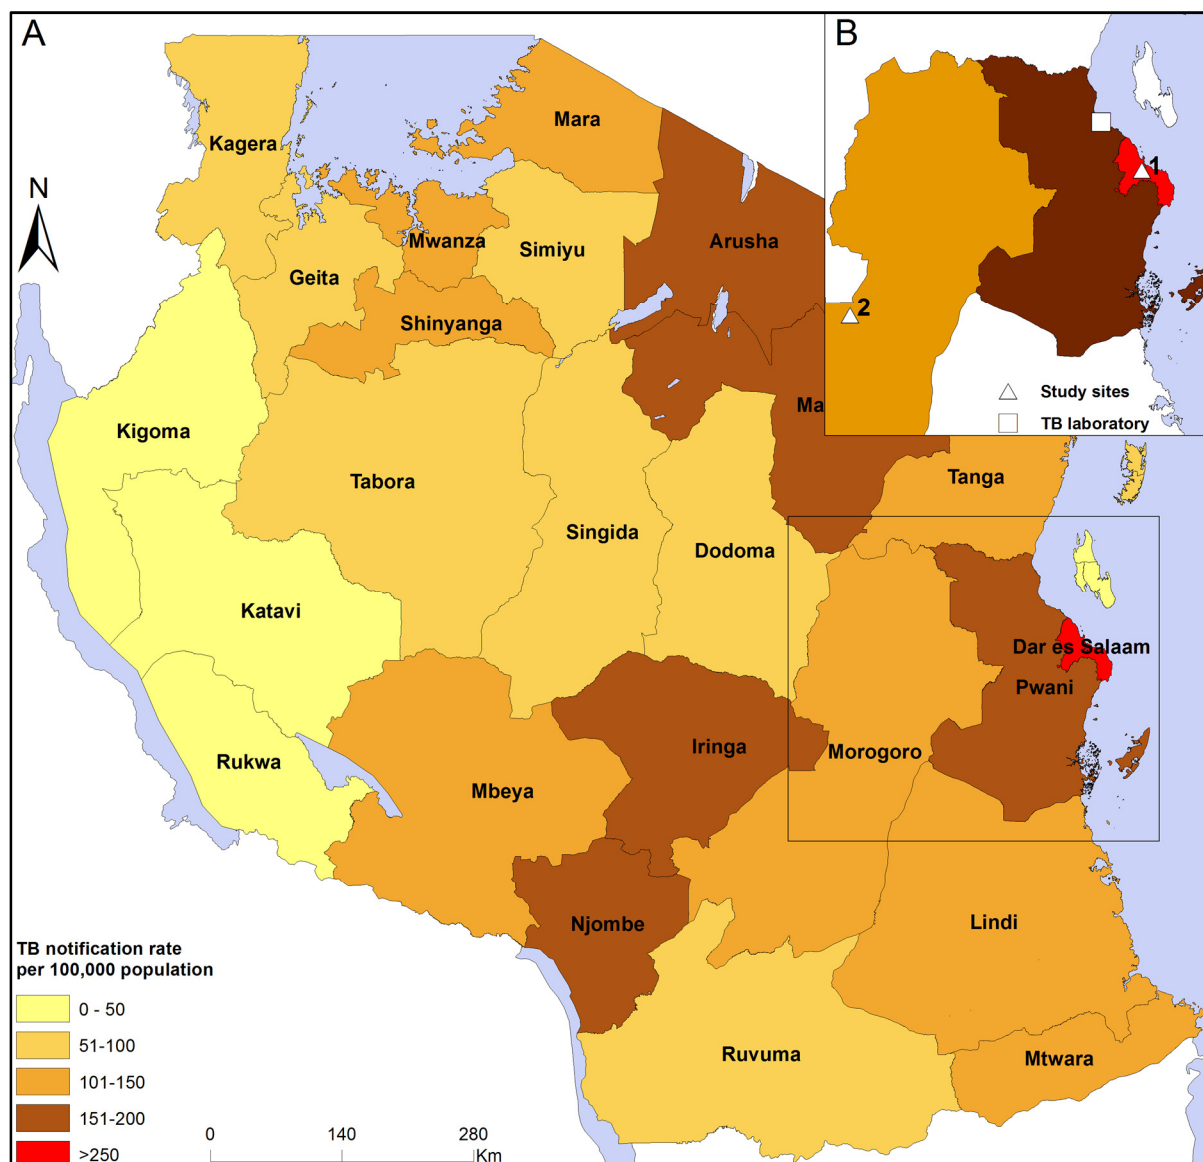 A
B
N
Kagera
Mara
Mwanza
Simiyu
Arusha
Geita
Shinyanga
1
2
Study sites
TB laboratory
Ma
Kigoma
Tabora
Singida
Dodoma
Tanga
Katavi
Dar es Salaam
Pwani
Rukwa
Mbeya
Iringa
Morogoro
Njombe
Lindi
Ruvuma
Mtwara
TB notification rate
per 100,000 population
0 - 50
51-100
101-150
151-200
>250
0 140 280
Km